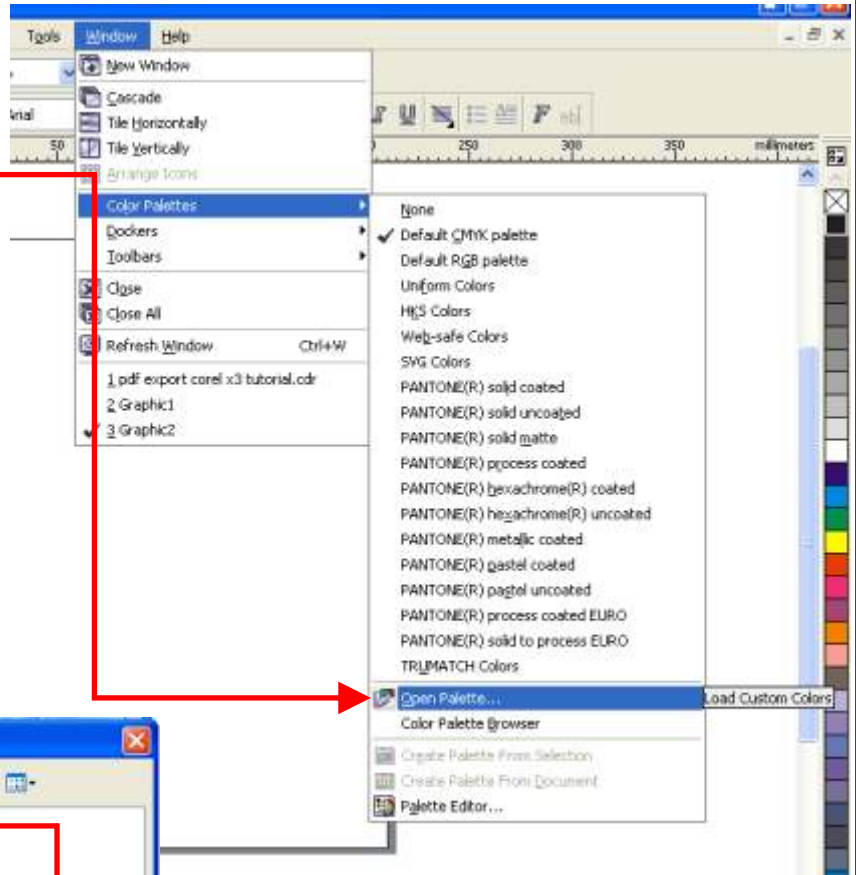 Tools Window Help
New Window
Cascade
Tile Horizontally
Tile Vertically
Arrange Icons
Color Palettes
Dockers
Toolbars
Close
Close All
Refresh Window Ctrl+W
1 pdf export corel x3 tutorial.cdr
2 Graphic1
3 Graphic2
Arial
50 250 300 350 millimeters
None
Default CMYK palette
Default RGB palette
Uniform Colors
HKS Colors
Web-safe Colors
SVG Colors
PANTONE(R) solid coated
PANTONE(R) solid uncoated
PANTONE(R) solid matte
PANTONE(R) process coated
PANTONE(R) hexachrome(R) coated
PANTONE(R) hexachrome(R) uncoated
PANTONE(R) metallic coated
PANTONE(R) pastel coated
PANTONE(R) pastel uncoated
PANTONE(R) process coated EURO
PANTONE(R) solid to process EURO
TRUMATCH Colors
Open Palette... Load Custom Colors
Color Palette Browser
Create Palette From Selection
Create Palette From Document
Palette Editor...